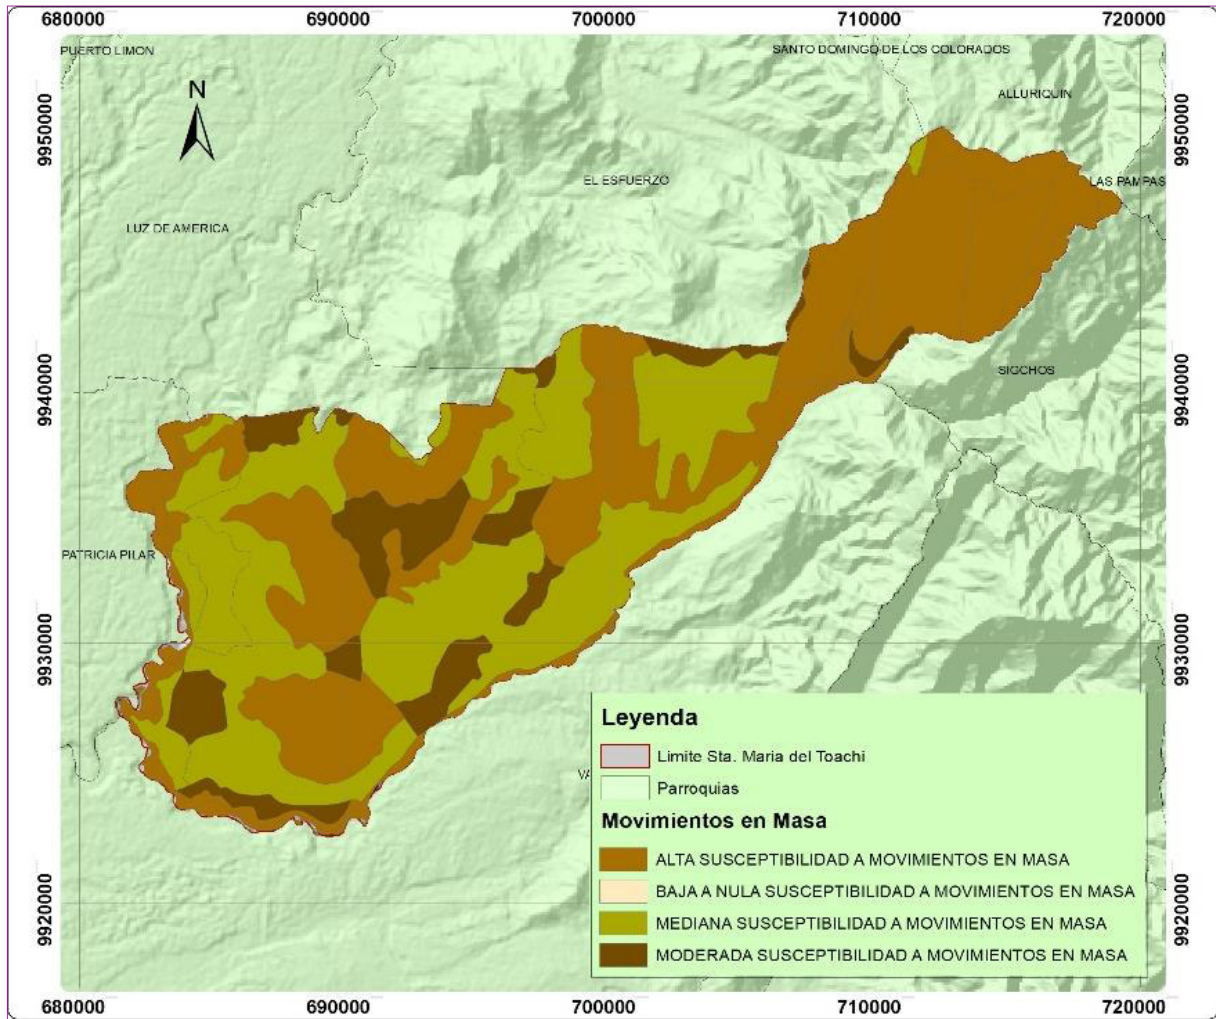 680000 690000 700000 710000 720000
PUERTO LIMON
SANTO DOMINGO DE LOS COLORADOS
N
ALLURIQUIN
9950000
9950000
EL ESFUERZO
LAS PAMPAS
LUZ DE AMERICA
SIGCHOS
9940000
9940000
PATRICIA PILAR
9930000
9930000
Leyenda
Limite Sta. Maria del Toachi
VA
Parroquias
Movimientos en Masa
ALTA SUSCEPTIBILIDAD A MOVIMIENTOS EN MASA
BAJA A NULA SUSCEPTIBILIDAD A MOVIMIENTOS EN MASA
9920000
9920000
MEDIANA SUSCEPTIBILIDAD A MOVIMIENTOS EN MASA
MODERADA SUSCEPTIBILIDAD A MOVIMIENTOS EN MASA
680000 690000 700000 710000 720000